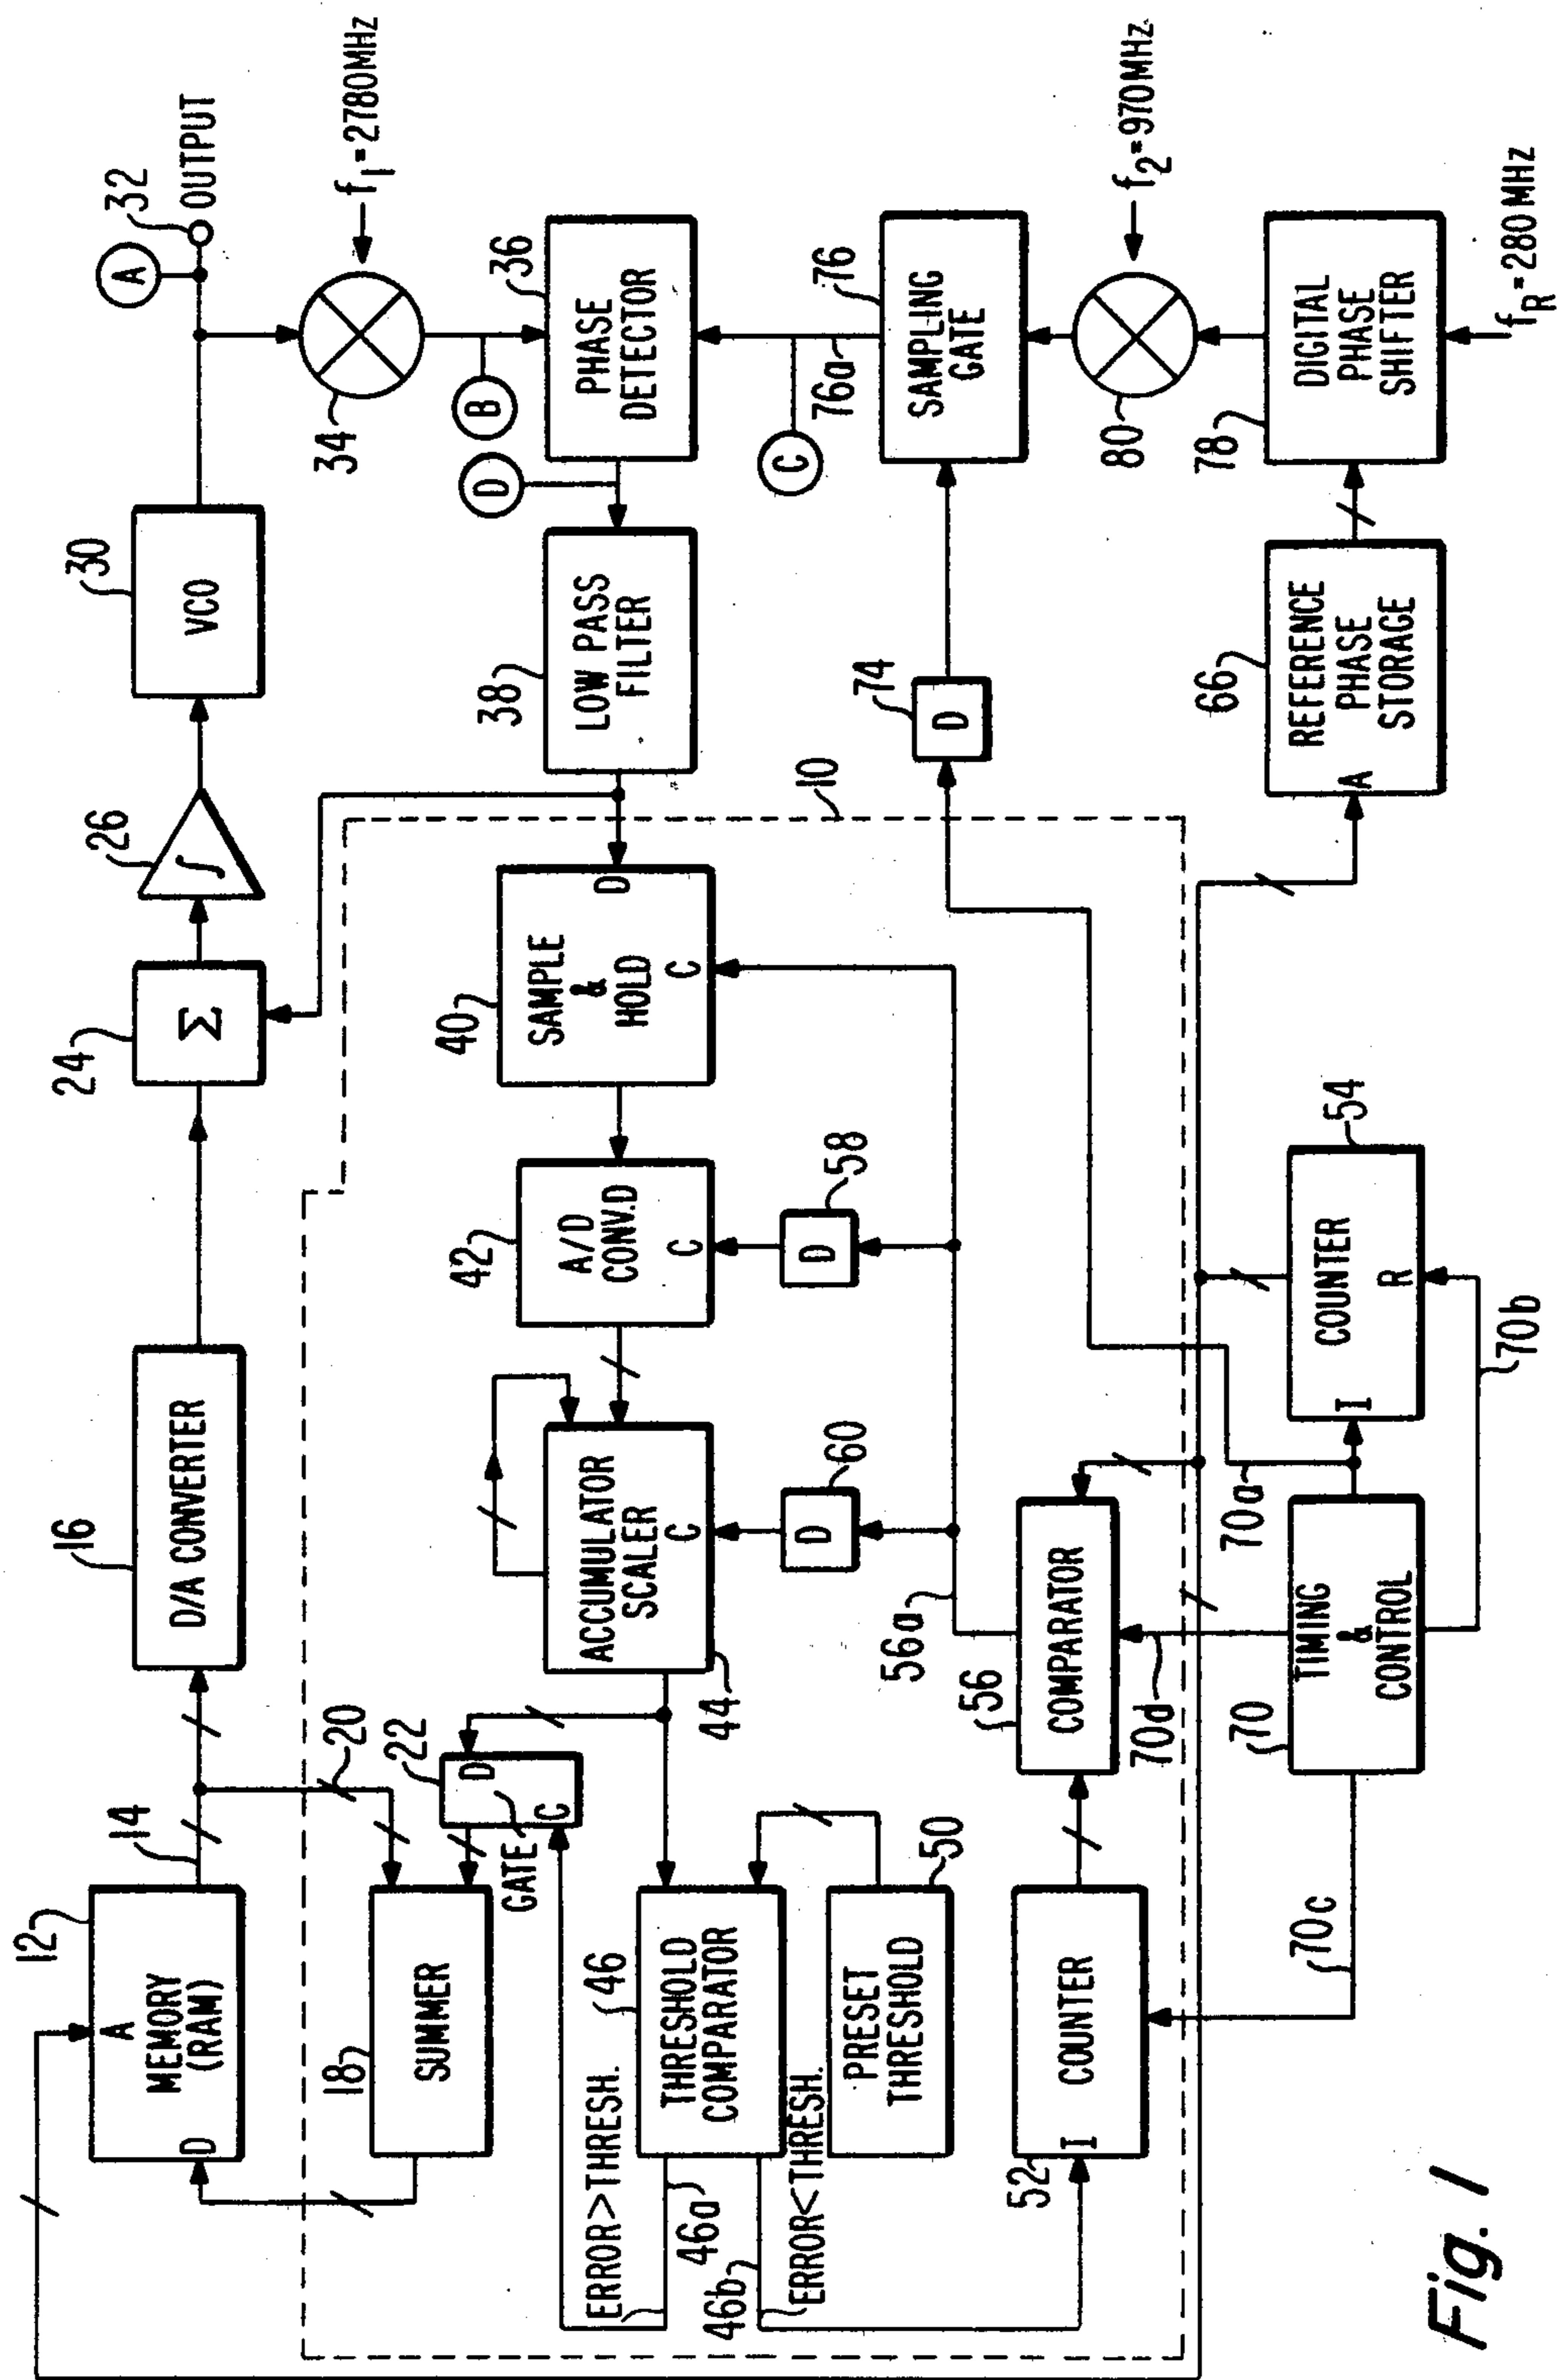 12
A
MEMORY
(RAM)
D
14
20
16
D/A CONVERTER
24
Σ
26
∫
30
VCO
A
32
OUTPUT
34
f1=2780MHz
B
18
SUMMER
22
D
C
GATE
ERROR>THRESH.
46
THRESHOLD
COMPARATOR
46a
46b
ERROR<THRESH.
PRESET
THRESHOLD
50
44
ACCUMULATOR
SCALER
C
60
D
42
A/D
CONV.D
C
58
D
40
SAMPLE
&
HOLD
D
C
38
LOW PASS
FILTER
D
36
PHASE
DETECTOR
C
76a
76
SAMPLING
GATE
74
D
10
80
f2=970MHz
78
DIGITAL
PHASE
SHIFTER
fR=280MHz
66
REFERENCE
PHASE
STORAGE
A
52
I
COUNTER
56
COMPARATOR
56a
70d
70c
70
TIMING
&
CONTROL
70a
70b
54
COUNTER
I
R
Fig. 1